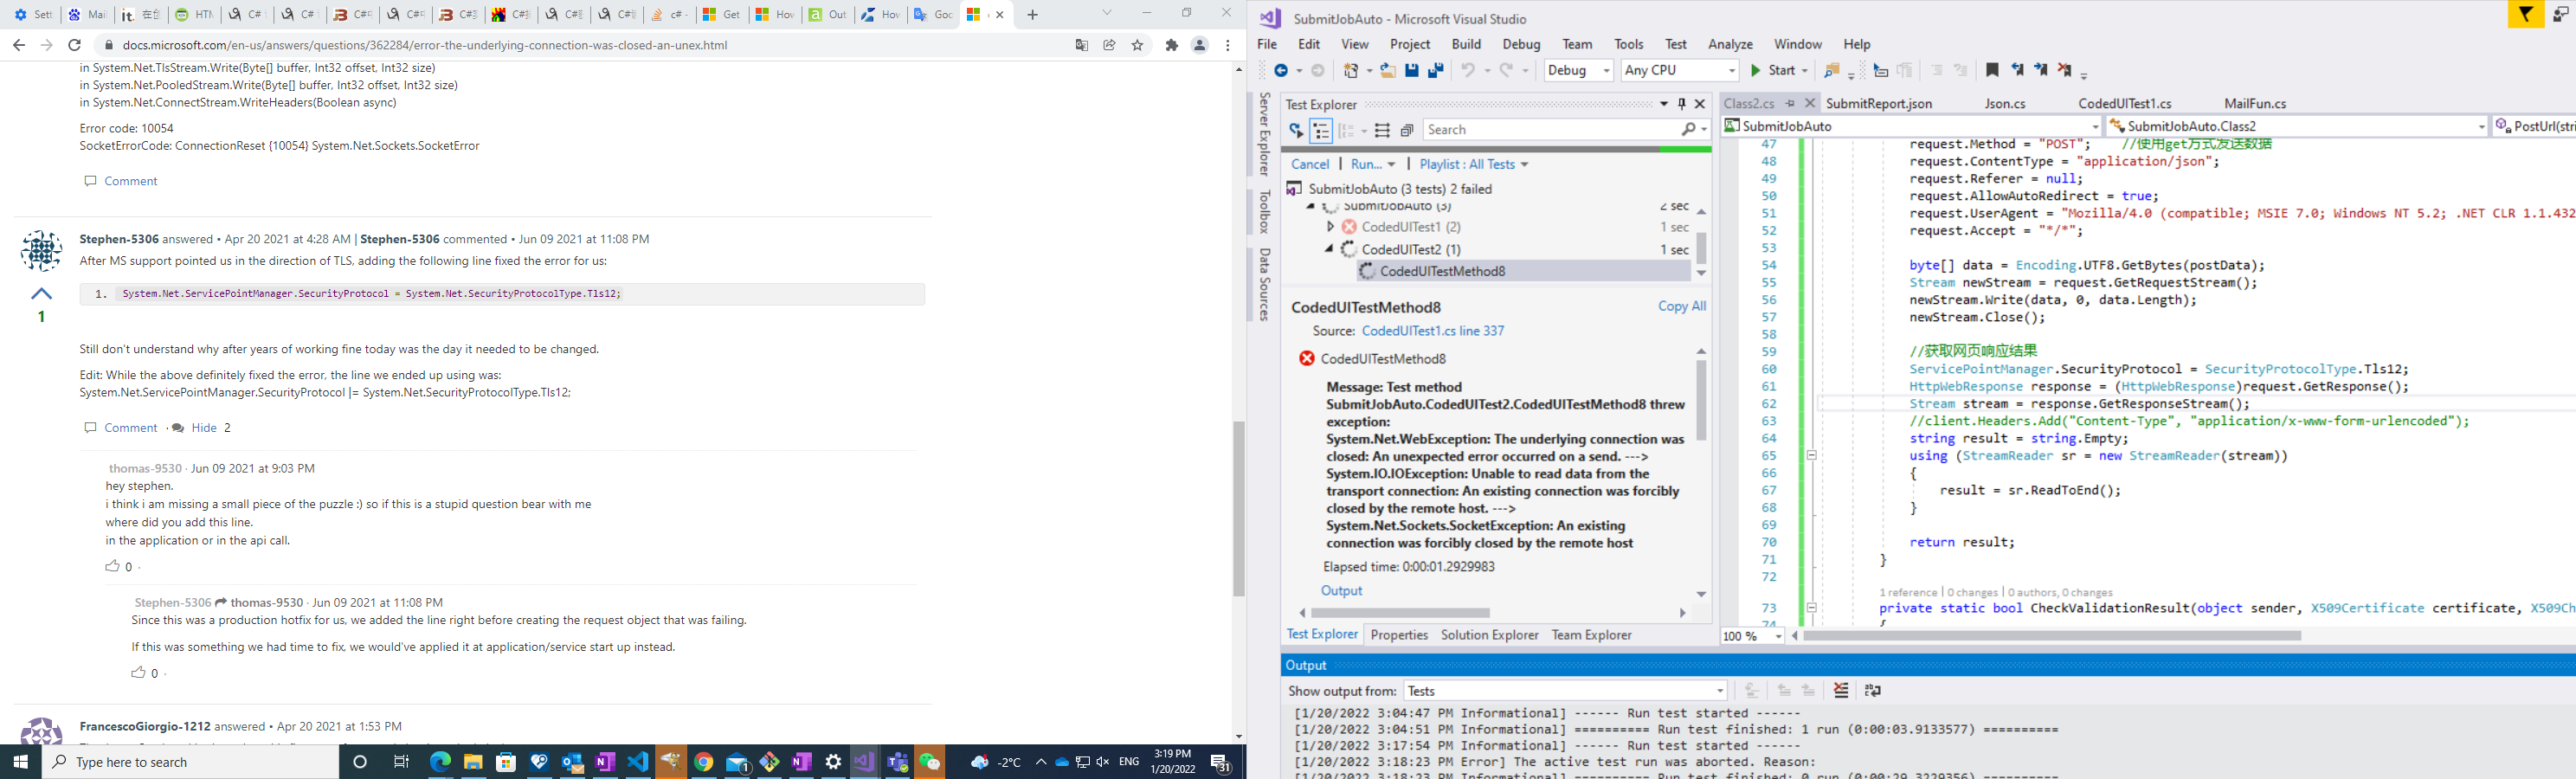 Sett
Mai
在线
HTM
C#
C#
C#
C#
C#
C#
c# -
Get
How
Out
How
Goo
docs.microsoft.com/en-us/answers/questions/362284/error-the-underlying-connection-was-closed-an-unex.html
in System.Net.TlsStream.Write(Byte[] buffer, Int32 offset, Int32 size)
in System.Net.PooledStream.Write(Byte[] buffer, Int32 offset, Int32 size)
in System.Net.ConnectStream.WriteHeaders(Boolean async)
Error code: 10054
SocketErrorCode: ConnectionReset {10054} System.Net.Sockets.SocketError
Comment
Stephen-5306 answered • Apr 20 2021 at 4:28 AM | Stephen-5306 commented • Jun 09 2021 at 11:08 PM
After MS support pointed us in the direction of TLS, adding the following line fixed the error for us:
1. System.Net.ServicePointManager.SecurityProtocol = System.Net.SecurityProtocolType.Tls12;
1
Still don't understand why after years of working fine today was the day it needed to be changed.
Edit: While the above definitely fixed the error, the line we ended up using was:
System.Net.ServicePointManager.SecurityProtocol |= System.Net.SecurityProtocolType.Tls12;
Comment · Hide 2
thomas-9530 · Jun 09 2021 at 9:03 PM
hey stephen.
i think i am missing a small piece of the puzzle :) so if this is a stupid question bear with me
where did you add this line.
in the application or in the api call.
0 ·
Stephen-5306 thomas-9530 · Jun 09 2021 at 11:08 PM
Since this was a production hotfix for us, we added the line right before creating the request object that was failing.
If this was something we had time to fix, we would've applied it at application/service start up instead.
0 ·
FrancescoGiorgio-1212 answered • Apr 20 2021 at 1:53 PM
Type here to search
1
-2°C
ENG
3:19 PM
1/20/2022
31
SubmitJobAuto - Microsoft Visual Studio
File Edit View Project Build Debug Team Tools Test Analyze Window Help
Debug Any CPU Start
Server Explorer
Toolbox
Data Sources
Test Explorer
Search
Cancel | Run... | Playlist : All Tests
SubmitJobAuto (3 tests) 2 failed
SubmitJobAuto (3) 2 sec
CodedUITest1 (2) 1 sec
CodedUITest2 (1) 1 sec
CodedUITestMethod8
CodedUITestMethod8 Copy All
Source: CodedUITest1.cs line 337
CodedUITestMethod8
Message: Test method
SubmitJobAuto.CodedUITest2.CodedUITestMethod8 threw
exception:
System.Net.WebException: The underlying connection was
closed: An unexpected error occurred on a send. --->
System.IO.IOException: Unable to read data from the
transport connection: An existing connection was forcibly
closed by the remote host. --->
System.Net.Sockets.SocketException: An existing
connection was forcibly closed by the remote host
Elapsed time: 0:00:01.2929983
Output
Test Explorer Properties Solution Explorer Team Explorer
Class2.cs SubmitReport.json Json.cs CodedUITest1.cs MailFun.cs
SubmitJobAuto SubmitJobAuto.Class2 PostUrl(stri
47 request.Method = "POST"; //使用get方式发送数据
48 request.ContentType = "application/json";
49 request.Referer = null;
50 request.AllowAutoRedirect = true;
51 request.UserAgent = "Mozilla/4.0 (compatible; MSIE 7.0; Windows NT 5.2; .NET CLR 1.1.432
52 request.Accept = "*/*";
53
54 byte[] data = Encoding.UTF8.GetBytes(postData);
55 Stream newStream = request.GetRequestStream();
56 newStream.Write(data, 0, data.Length);
57 newStream.Close();
58
59 //获取网页响应结果
60 ServicePointManager.SecurityProtocol = SecurityProtocolType.Tls12;
61 HttpWebResponse response = (HttpWebResponse)request.GetResponse();
62 Stream stream = response.GetResponseStream();
63 //client.Headers.Add("Content-Type", "application/x-www-form-urlencoded");
64 string result = string.Empty;
65 using (StreamReader sr = new StreamReader(stream))
66 {
67 result = sr.ReadToEnd();
68 }
69
70 return result;
71 }
72
1 reference | 0 changes | 0 authors, 0 changes
73 private static bool CheckValidationResult(object sender, X509Certificate certificate, X509Ch
74 {
100 %
Output
Show output from: Tests
[1/20/2022 3:04:47 PM Informational] ------ Run test started ------
[1/20/2022 3:04:51 PM Informational] ========== Run test finished: 1 run (0:00:03.9133577) ==========
[1/20/2022 3:17:54 PM Informational] ------ Run test started ------
[1/20/2022 3:18:23 PM Error] The active test run was aborted. Reason:
[1/20/2022 3:18:23 PM Informational] ========== Run test finished: 0 run (0:00:29.3229356) ==========